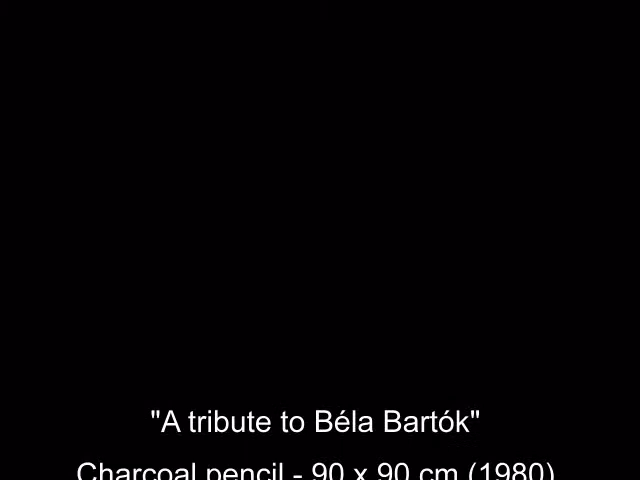 "A tribute to Béla Bartók"
Charcoal pencil - 90 x 90 cm (1980)